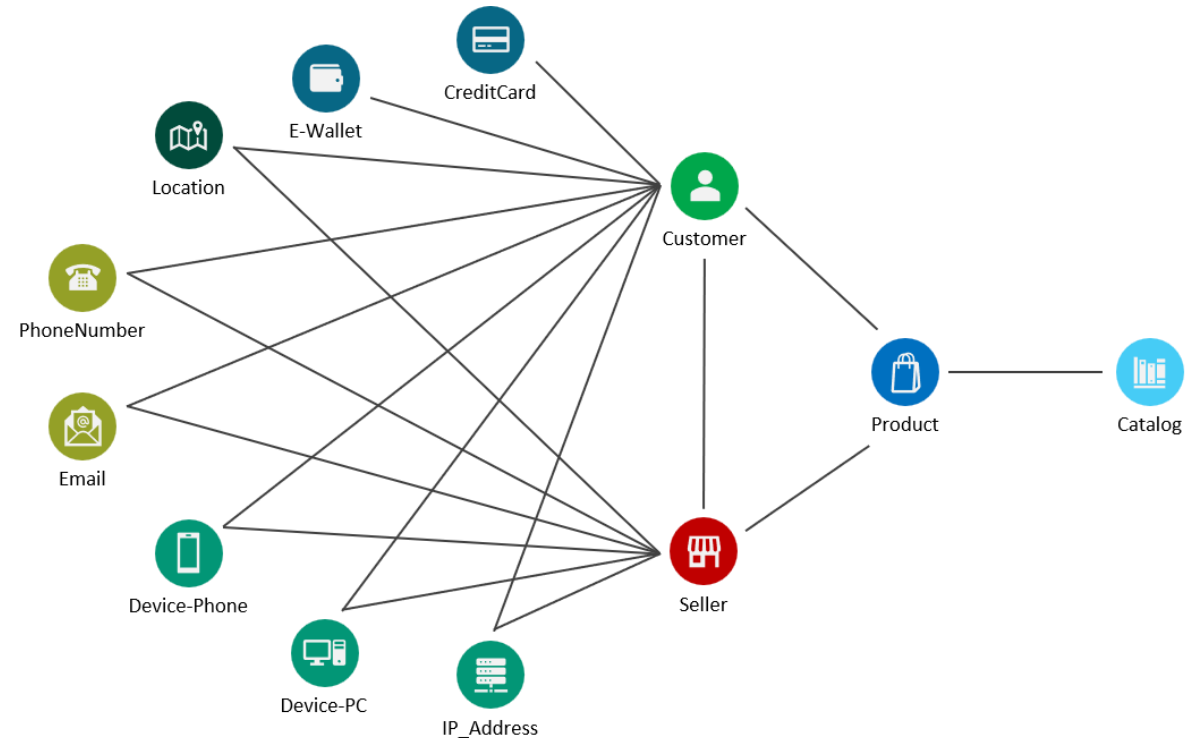 CreditCard
E-Wallet
Location
Customer
PhoneNumber
Product
Catalog
Email
@
Device-Phone
Seller
Device-PC
IP_Address